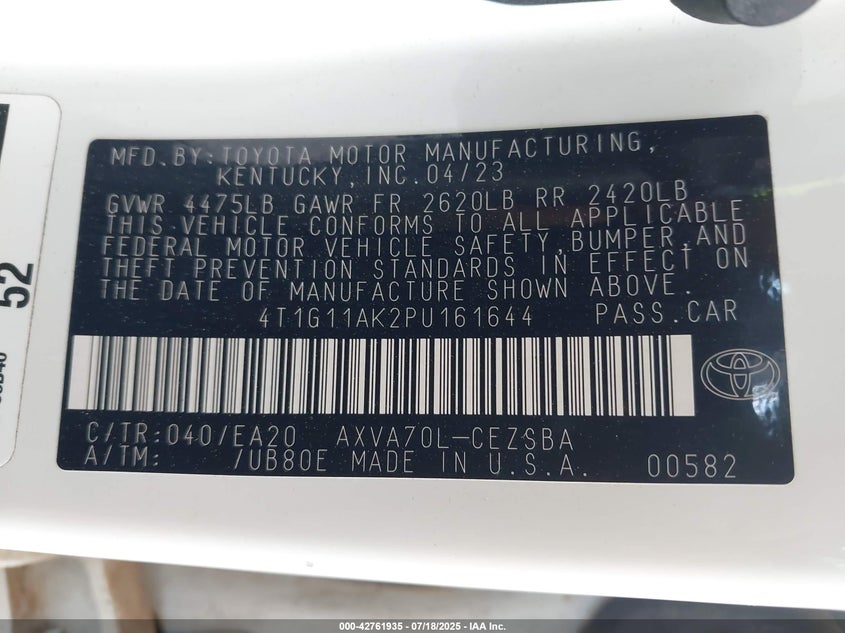 MFD. BY: TOYOTA MOTOR MANUFACTURING,
KENTUCKY, INC. 04/23
GVWR 4475LB GAWR FR 2620LB RR 2420LB
THIS VEHICLE CONFORMS TO ALL APPLICABLE
FEDERAL MOTOR VEHICLE SAFETY, BUMPER, AND
THEFT PREVENTION STANDARDS IN EFFECT ON
THE DATE OF MANUFACTURE SHOWN ABOVE.
4T1G11AK2PU161644 PASS. CAR
C/TR: 040/EA20 AXVA70L-CEZSBA
A/TM: /UB80E MADE IN U.S.A. 00582
52
000-42761935 - 07/18/2025 - IAA Inc.